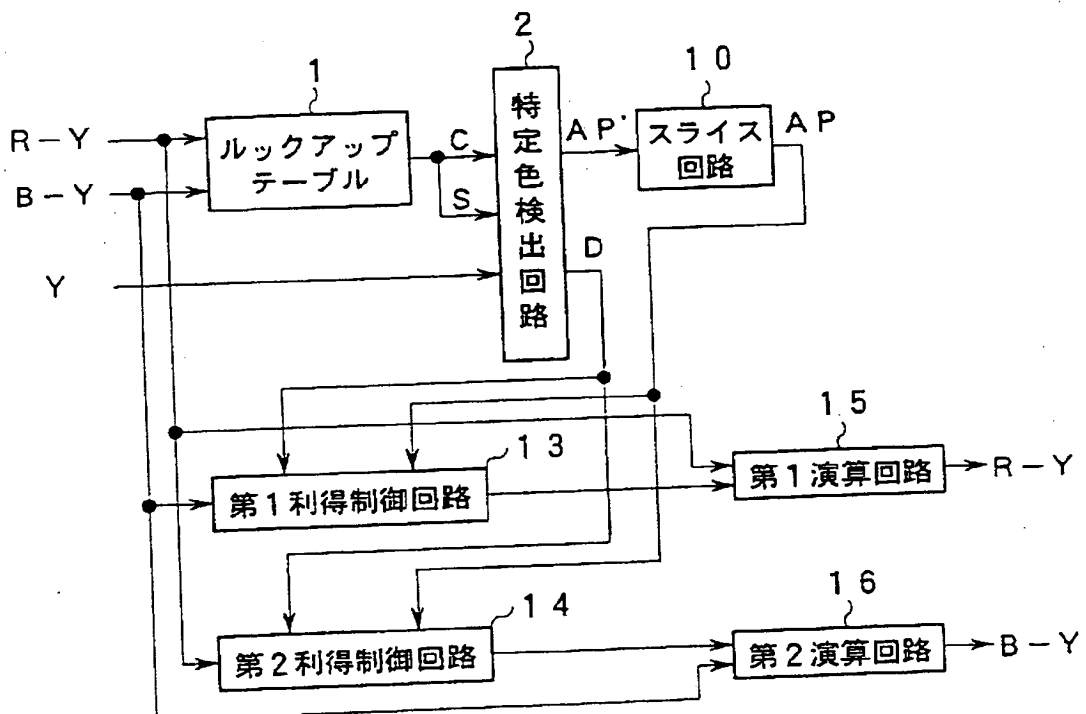 2
1
10
R-Y
ルックアップ
テーブル
C
特定色検出回路
AP'
スライス
回路
AP
B-Y
S
D
Y
15
13
第1演算回路
R-Y
第1利得制御回路
16
14
第2演算回路
B-Y
第2利得制御回路